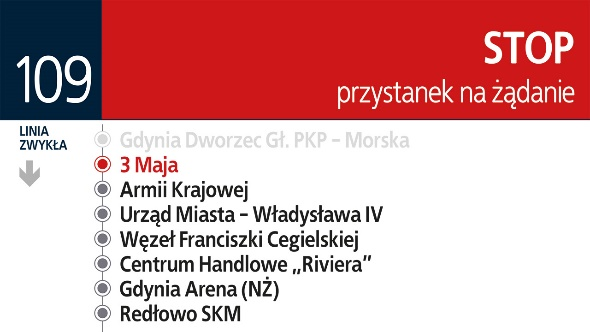 109
STOP
przystanek na żądanie
LINIA
ZWYKŁA
Gdynia Dworzec Gł. PKP – Morska
3 Maja
Armii Krajowej
Urząd Miasta – Władysława IV
Węzeł Franciszki Cegielskiej
Centrum Handlowe „Riviera”
Gdynia Arena (NŻ)
Redłowo SKM